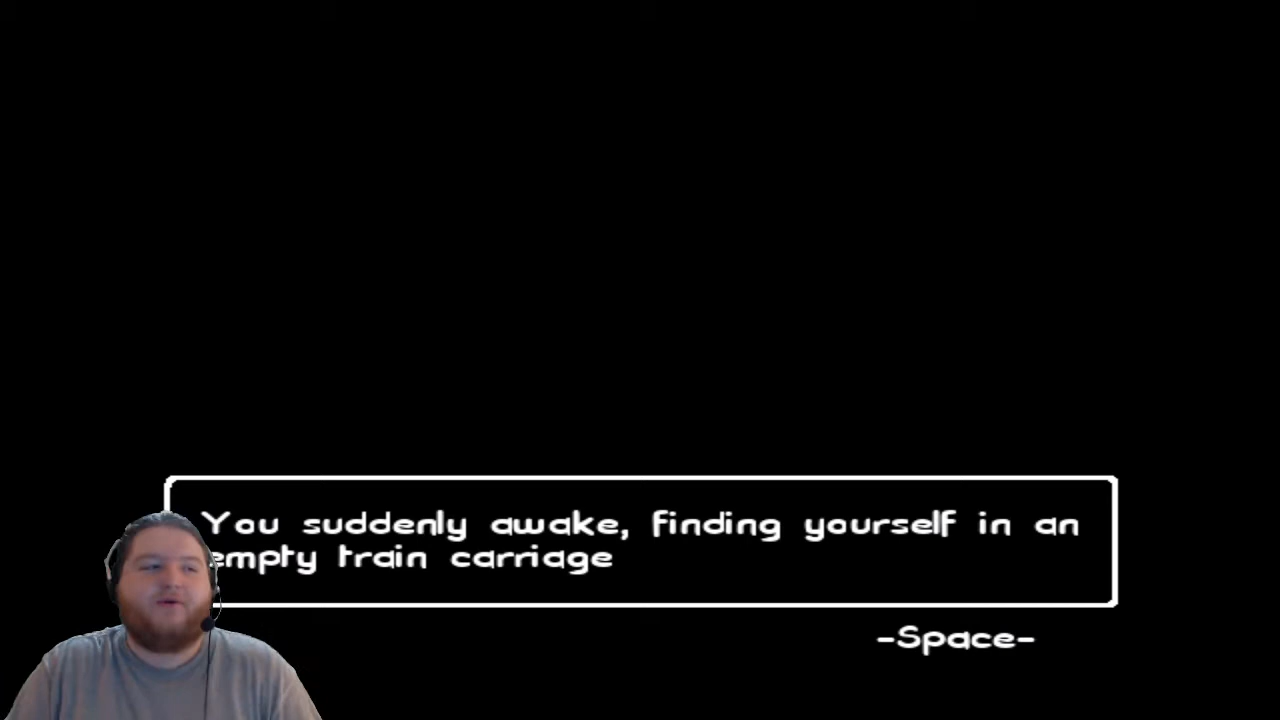 You suddenly awake, finding yourself in an
empty train carriage
-Space-